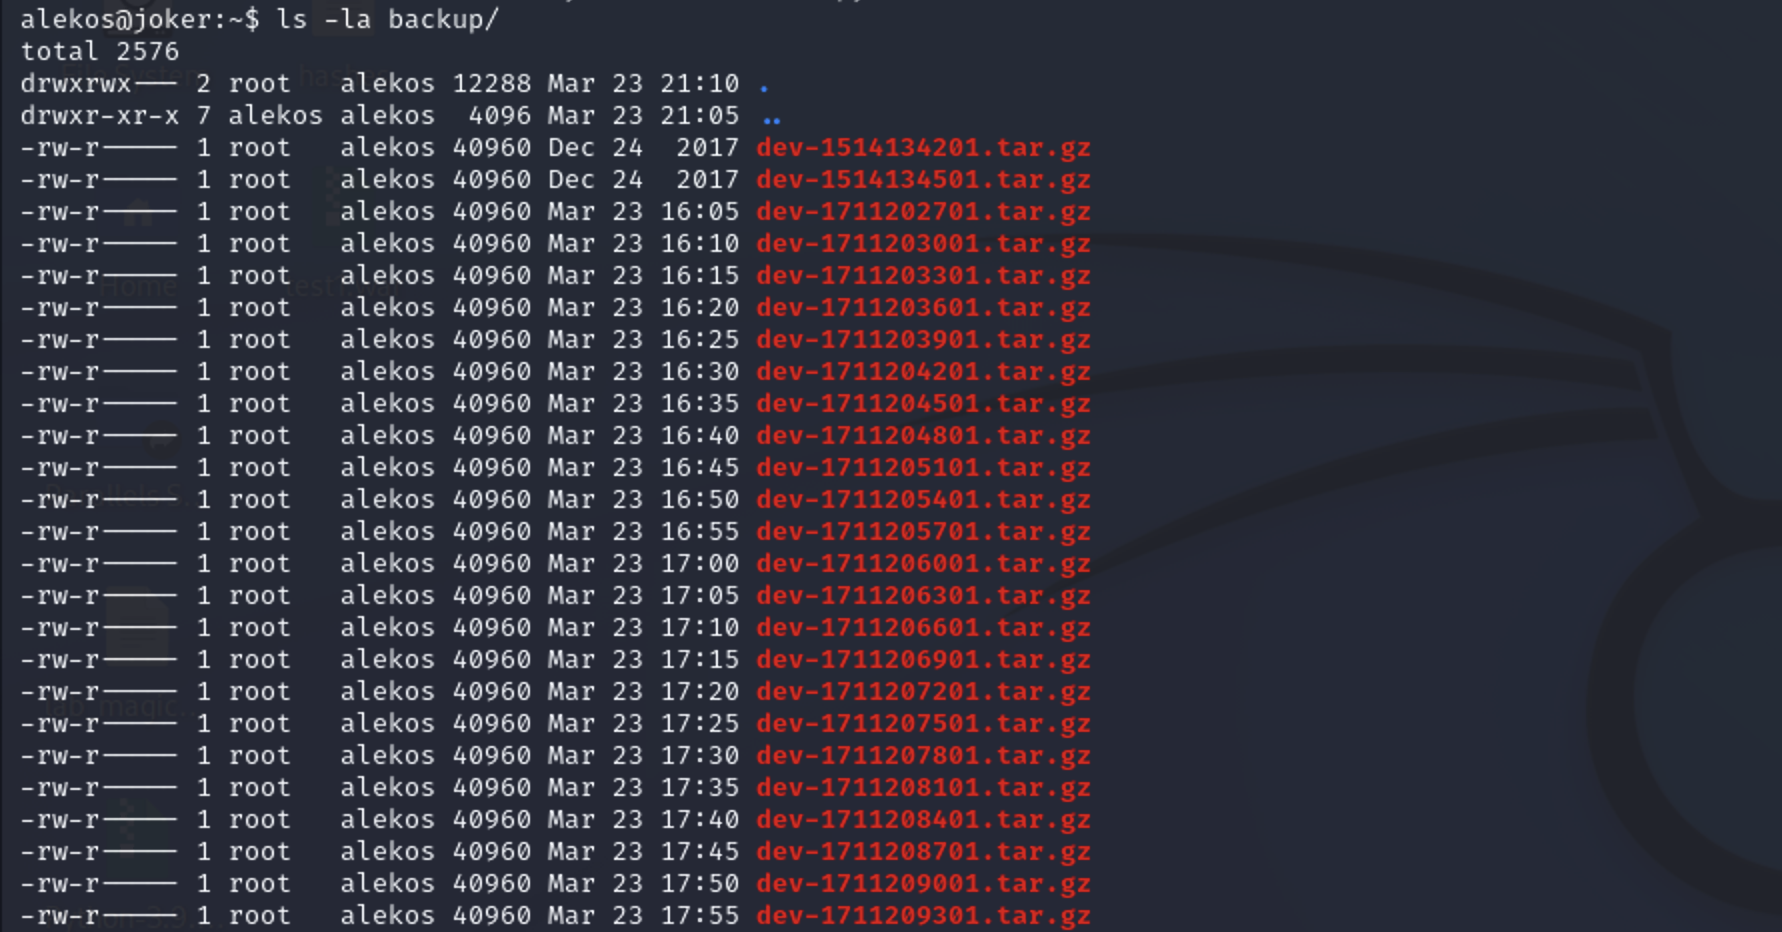 alekos@joker:~$ ls -la backup/
total 2576
drwxrwx--- 2 root   alekos 12288 Mar 23 21:10 .
drwxr-xr-x 7 alekos alekos  4096 Mar 23 21:05 ..
-rw-r----- 1 root   alekos 40960 Dec 24  2017 dev-1514134201.tar.gz
-rw-r----- 1 root   alekos 40960 Dec 24  2017 dev-1514134501.tar.gz
-rw-r----- 1 root   alekos 40960 Mar 23 16:05 dev-1711202701.tar.gz
-rw-r----- 1 root   alekos 40960 Mar 23 16:10 dev-1711203001.tar.gz
-rw-r----- 1 root   alekos 40960 Mar 23 16:15 dev-1711203301.tar.gz
-rw-r----- 1 root   alekos 40960 Mar 23 16:20 dev-1711203601.tar.gz
-rw-r----- 1 root   alekos 40960 Mar 23 16:25 dev-1711203901.tar.gz
-rw-r----- 1 root   alekos 40960 Mar 23 16:30 dev-1711204201.tar.gz
-rw-r----- 1 root   alekos 40960 Mar 23 16:35 dev-1711204501.tar.gz
-rw-r----- 1 root   alekos 40960 Mar 23 16:40 dev-1711204801.tar.gz
-rw-r----- 1 root   alekos 40960 Mar 23 16:45 dev-1711205101.tar.gz
-rw-r----- 1 root   alekos 40960 Mar 23 16:50 dev-1711205401.tar.gz
-rw-r----- 1 root   alekos 40960 Mar 23 16:55 dev-1711205701.tar.gz
-rw-r----- 1 root   alekos 40960 Mar 23 17:00 dev-1711206001.tar.gz
-rw-r----- 1 root   alekos 40960 Mar 23 17:05 dev-1711206301.tar.gz
-rw-r----- 1 root   alekos 40960 Mar 23 17:10 dev-1711206601.tar.gz
-rw-r----- 1 root   alekos 40960 Mar 23 17:15 dev-1711206901.tar.gz
-rw-r----- 1 root   alekos 40960 Mar 23 17:20 dev-1711207201.tar.gz
-rw-r----- 1 root   alekos 40960 Mar 23 17:25 dev-1711207501.tar.gz
-rw-r----- 1 root   alekos 40960 Mar 23 17:30 dev-1711207801.tar.gz
-rw-r----- 1 root   alekos 40960 Mar 23 17:35 dev-1711208101.tar.gz
-rw-r----- 1 root   alekos 40960 Mar 23 17:40 dev-1711208401.tar.gz
-rw-r----- 1 root   alekos 40960 Mar 23 17:45 dev-1711208701.tar.gz
-rw-r----- 1 root   alekos 40960 Mar 23 17:50 dev-1711209001.tar.gz
-rw-r----- 1 root   alekos 40960 Mar 23 17:55 dev-1711209301.tar.gz
Home